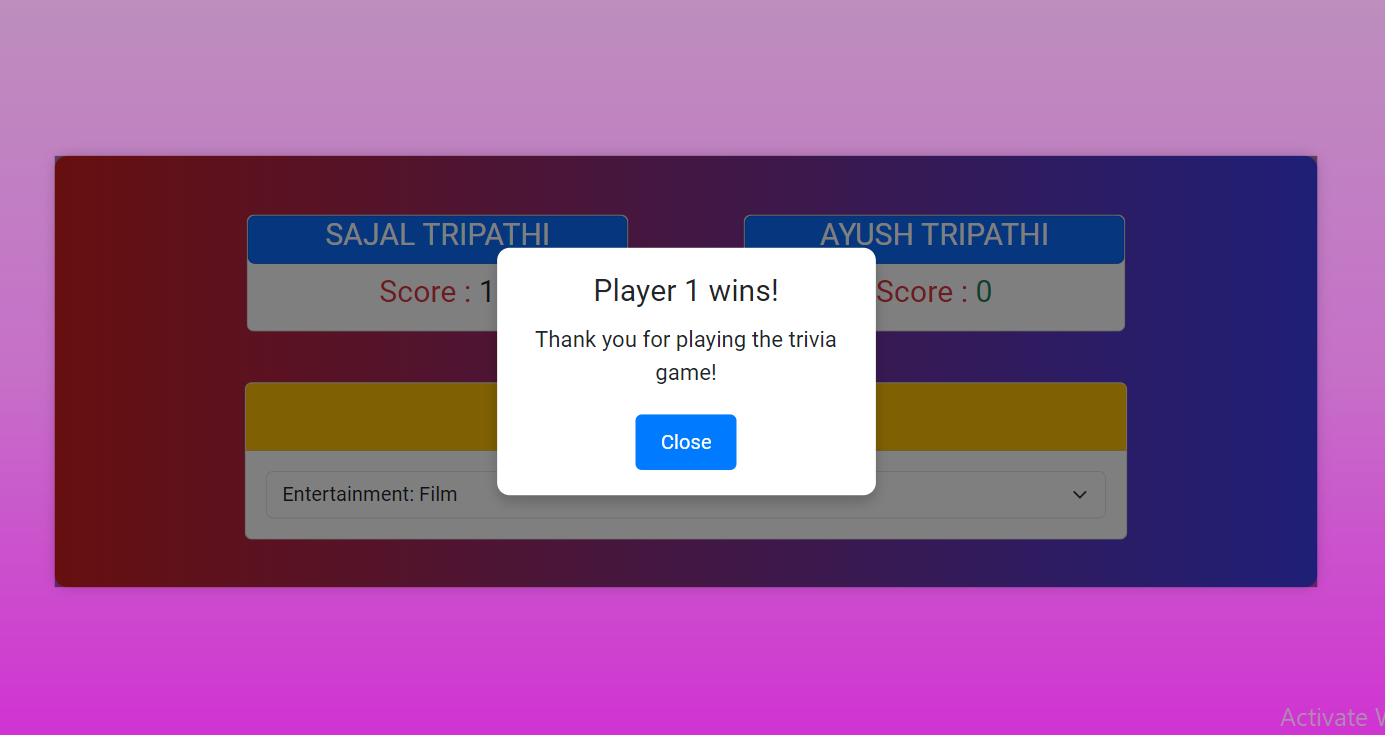 SAJAL TRIPATHI
AYUSH TRIPATHI
Score : 1
Score : 0
Player 1 wins!
Thank you for playing the trivia
game!
Close
Entertainment: Film
Activate